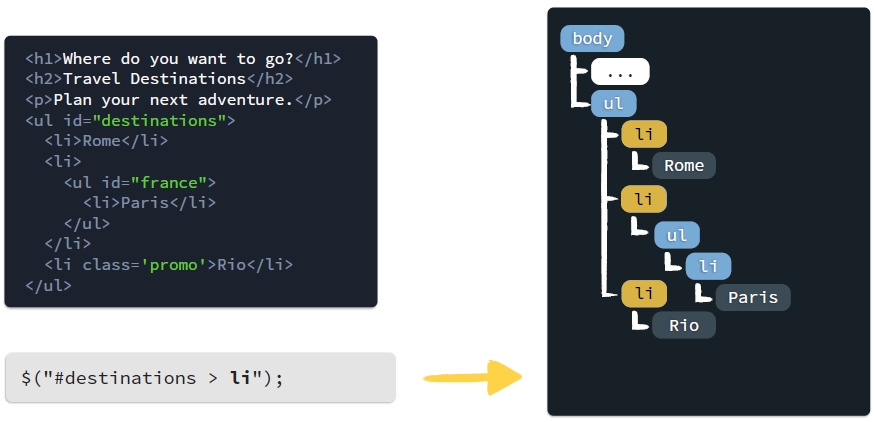 <h1>Where do you want to go?</h1>
<h2>Travel Destinations</h2>
<p>Plan your next adventure.</p>
<ul id="destinations">
  <li>Rome</li>
  <li>
    <ul id="france">
      <li>Paris</li>
    </ul>
  </li>
  <li class='promo'>Rio</li>
</ul>
$("#destinations > li");
body
...
ul
li
Rome
li
ul
li
Paris
li
Rio